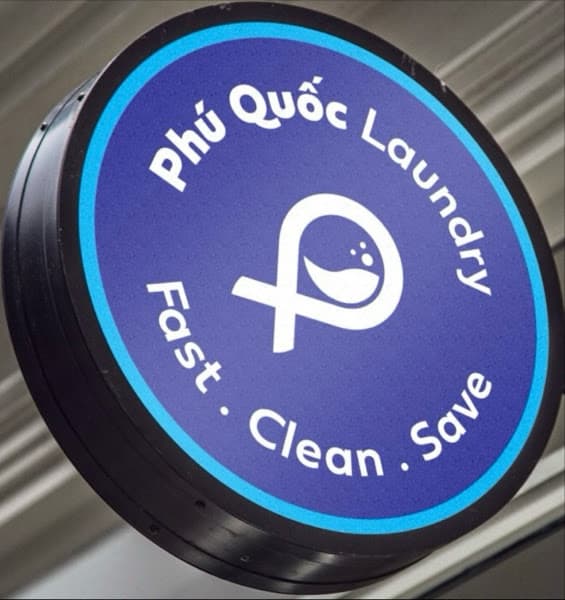 Phú Quốc Laundry
Fast . Clean . Save